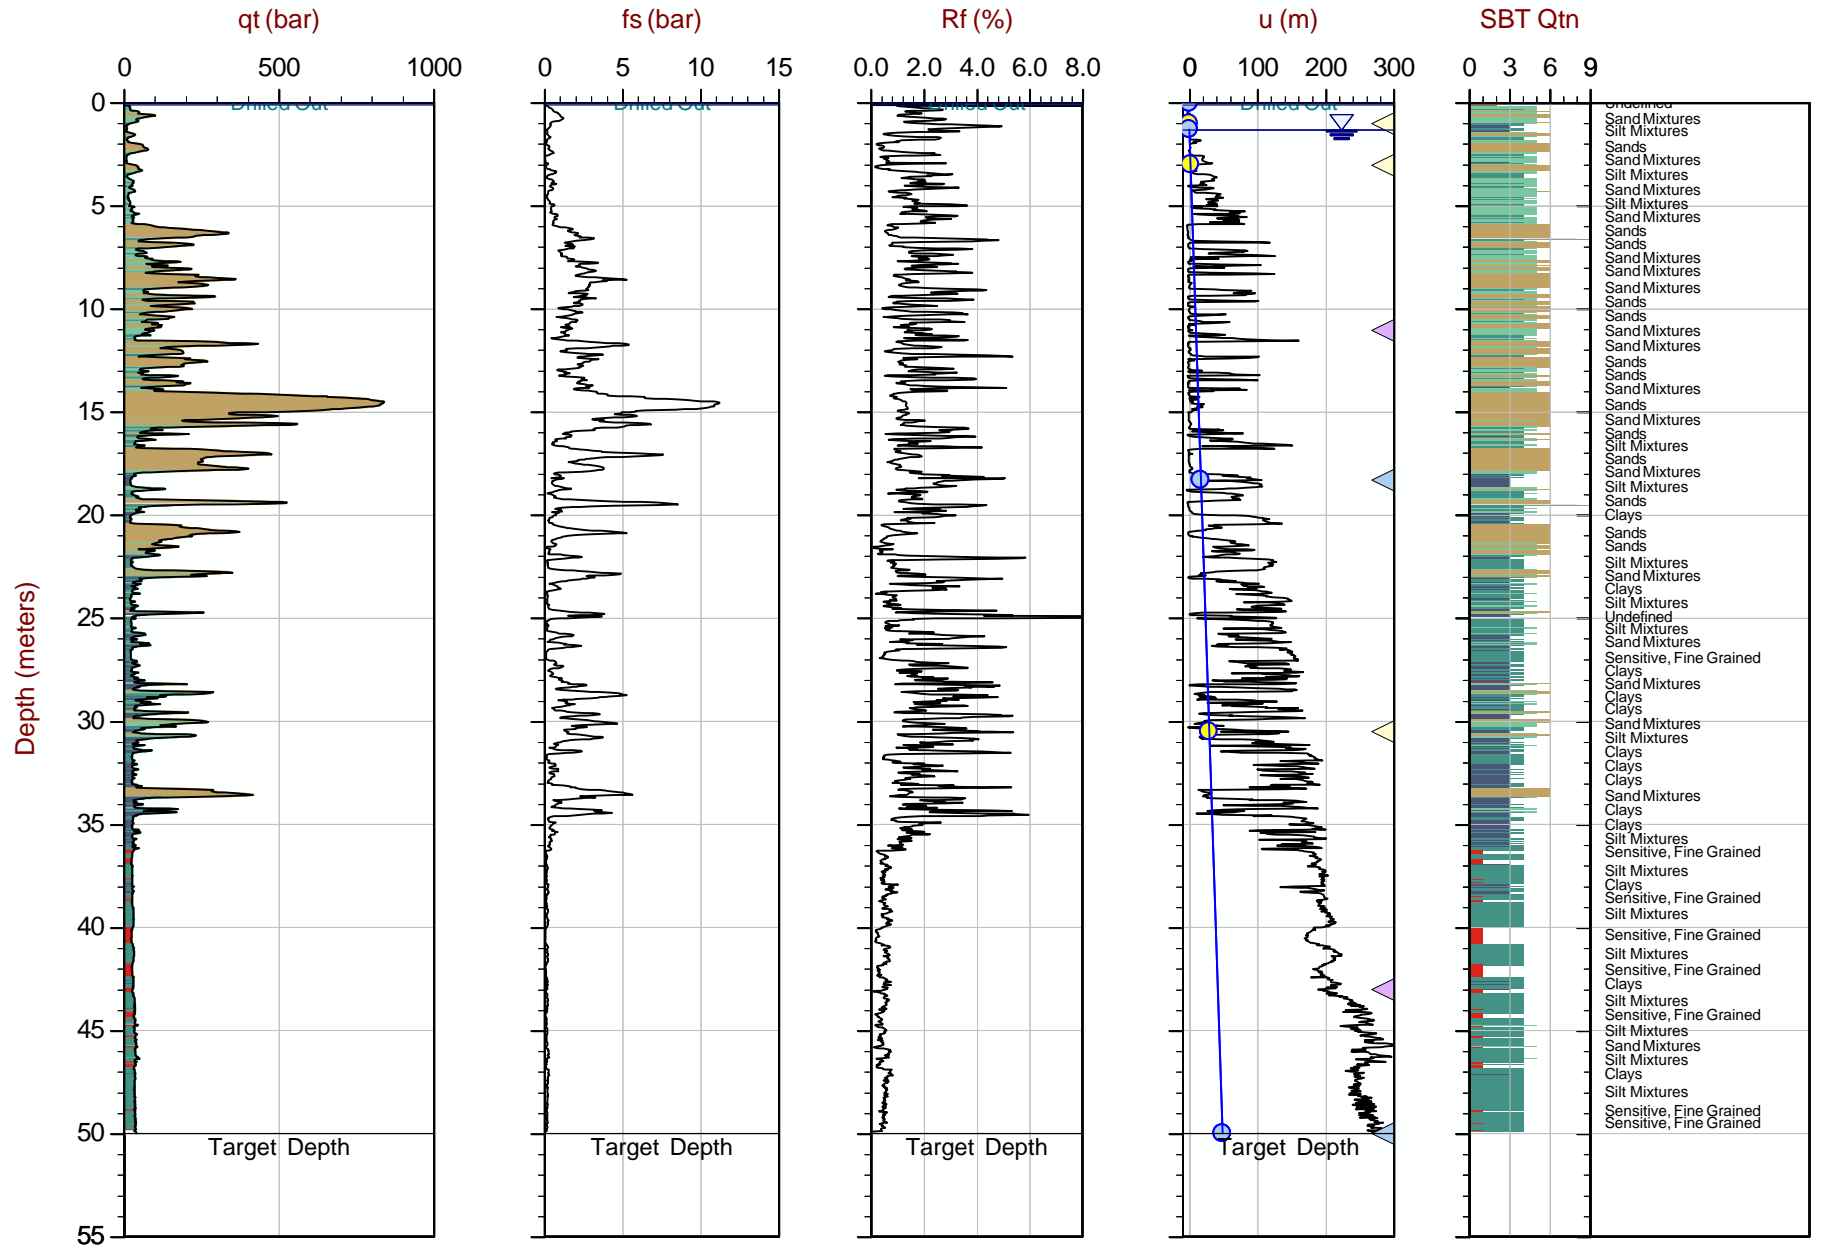 qt (bar) fs (bar) Rf (%) u (m) SBT Qtn
0 500 1000 0 5 10 15 0.0 2.0 4.0 6.0 8.0 0 100 200 300 0 3 6 9
Drilled Out Drilled Out Drilled Out Drilled Out
Depth (meters)
0
5
10
15
20
25
30
35
40
45
50
55
Undefined
Sand Mixtures
Silt Mixtures
Sands
Sand Mixtures
Silt Mixtures
Sand Mixtures
Silt Mixtures
Sand Mixtures
Sands
Sands
Sand Mixtures
Sand Mixtures
Sand Mixtures
Sands
Sands
Sand Mixtures
Sand Mixtures
Sands
Sands
Sand Mixtures
Sands
Sand Mixtures
Sands
Silt Mixtures
Sands
Sand Mixtures
Silt Mixtures
Sands
Clays
Sands
Sands
Silt Mixtures
Sand Mixtures
Clays
Silt Mixtures
Undefined
Silt Mixtures
Sand Mixtures
Sensitive, Fine Grained
Clays
Sand Mixtures
Clays
Clays
Sand Mixtures
Silt Mixtures
Clays
Clays
Clays
Sand Mixtures
Clays
Clays
Silt Mixtures
Sensitive, Fine Grained
Silt Mixtures
Clays
Sensitive, Fine Grained
Silt Mixtures
Sensitive, Fine Grained
Silt Mixtures
Sensitive, Fine Grained
Clays
Silt Mixtures
Sensitive, Fine Grained
Silt Mixtures
Sand Mixtures
Silt Mixtures
Clays
Silt Mixtures
Sensitive, Fine Grained
Sensitive, Fine Grained
Target Depth Target Depth Target Depth Target Depth